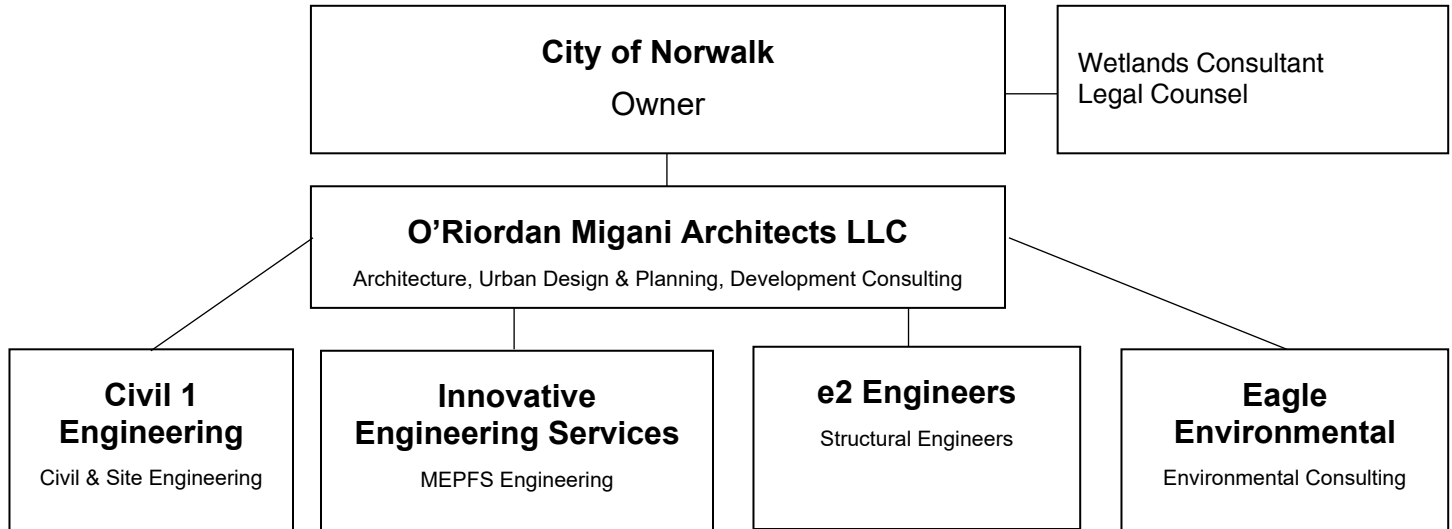 City of Norwalk
Owner
Wetlands Consultant
Legal Counsel
O’Riordan Migani Architects LLC
Architecture, Urban Design & Planning, Development Consulting
Civil 1
Engineering
Civil & Site Engineering
Innovative
Engineering Services
MEPFS Engineering
e2 Engineers
Structural Engineers
Eagle
Environmental
Environmental Consulting